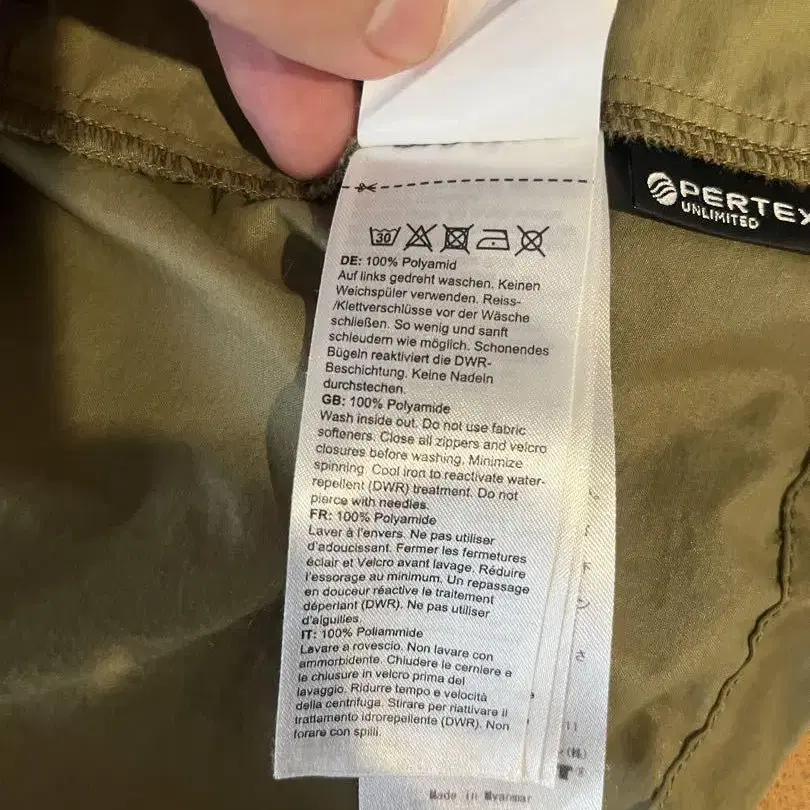 PERTEX
UNLIMITED
30
DE: 100% Polyamid
Auf links gedreht waschen. Keinen
Weichspüler verwenden. Reiss-
/Klettverschlüsse vor der Wäsche
schließen. So wenig und sanft
schleudern wie möglich. Schonendes
Bügeln reaktiviert die DWR-
Beschichtung. Keine Nadeln
durchstechen.
GB: 100% Polyamide
Wash inside out. Do not use fabric
softeners. Close all zippers and velcro
closures before washing. Minimize
spinning. Cool iron to reactivate water-
repellent (DWR) treatment. Do not
pierce with needles.
FR: 100% Polyamide
Laver à l'envers. Ne pas utiliser
d'adoucissant. Fermer les fermetures
éclair et Velcro avant lavage. Réduire
l'essorage au minimum. Un repassage
en douceur réactive le traitement
déperlant (DWR). Ne pas utiliser
d'aiguilles.
IT: 100% Poliammide
Lavare a rovescio. Non lavare con
ammorbidente. Chiudere le cerniere e
le chiusure in velcro prima del
lavaggio. Ridurre tempo e velocità
della centrifuga. Stirare per riattivare il
trattamento idrorepellente (DWR). Non
forare con spilli.
さ
(株)
Made in Myanmar